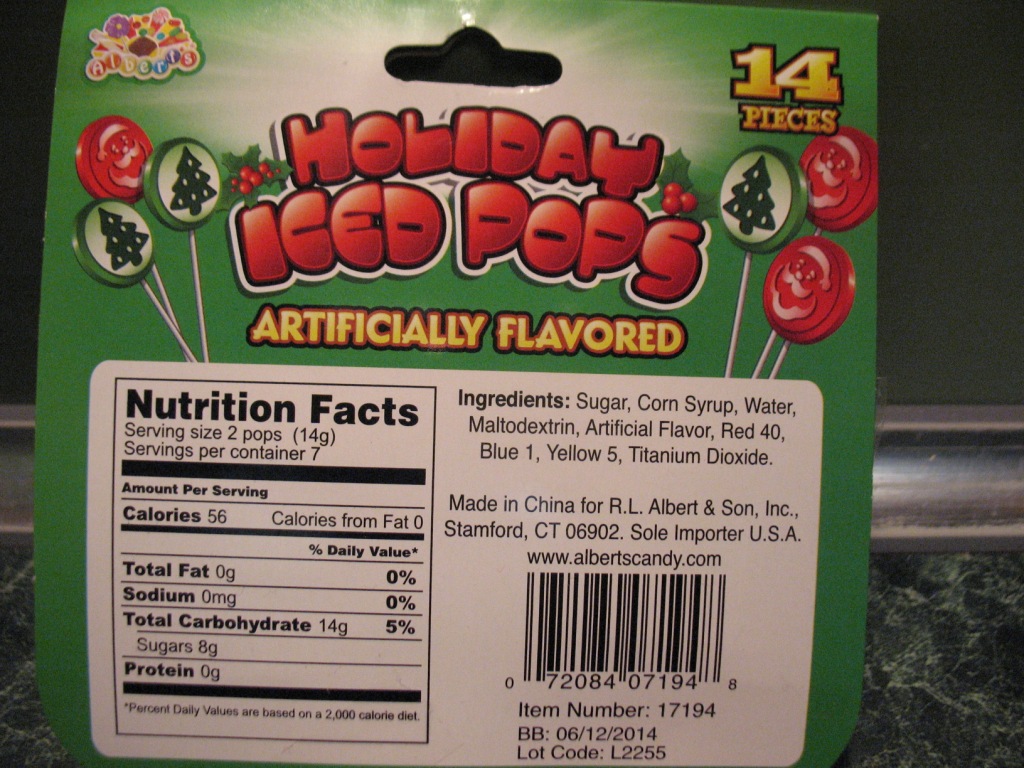 Albert's
14
PIECES
HOLIDAY
ICED POPS
ARTIFICIALLY FLAVORED
Nutrition Facts
Serving size 2 pops (14g)
Servings per container 7
Amount Per Serving
Calories 56 Calories from Fat 0
% Daily Value*
Total Fat 0g 0%
Sodium 0mg 0%
Total Carbohydrate 14g 5%
Sugars 8g
Protein 0g
*Percent Daily Values are based on a 2,000 calorie diet.
Ingredients: Sugar, Corn Syrup, Water,
Maltodextrin, Artificial Flavor, Red 40,
Blue 1, Yellow 5, Titanium Dioxide.
Made in China for R.L. Albert & Son, Inc.,
Stamford, CT 06902. Sole Importer U.S.A.
www.albertscandy.com
0 72084 07194 8
Item Number: 17194
BB: 06/12/2014
Lot Code: L2255